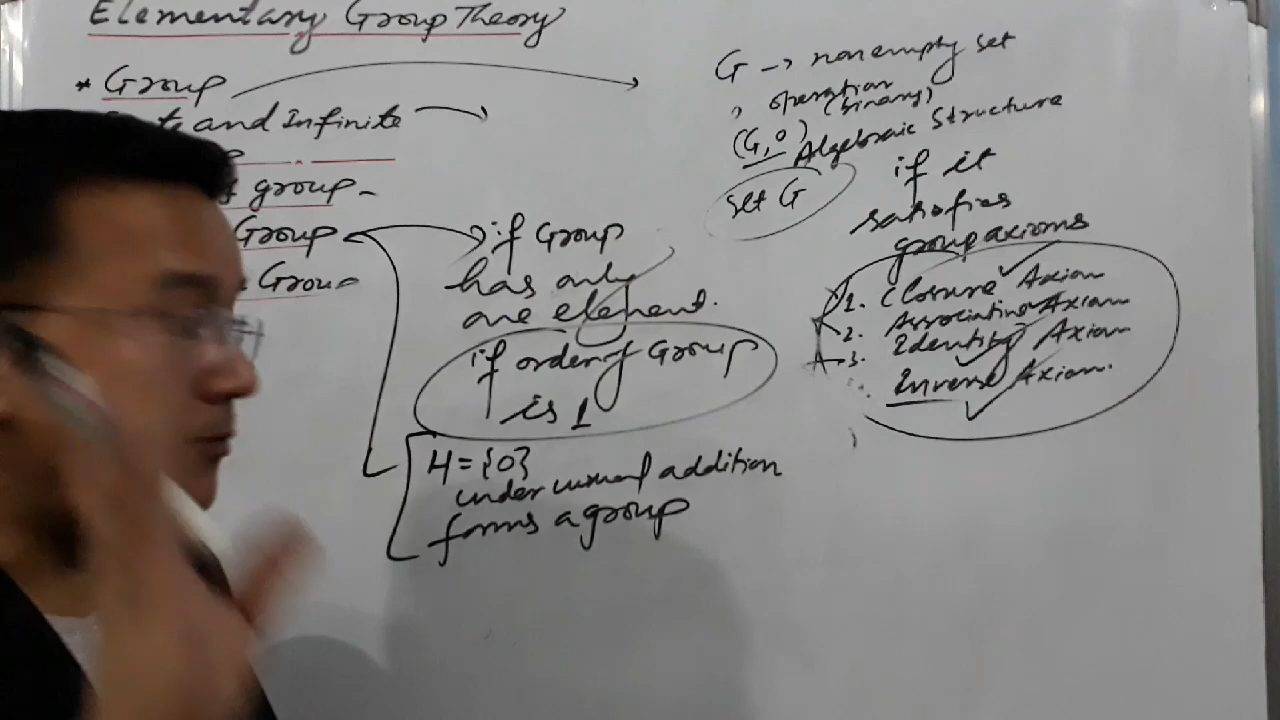 Elementary Group Theory
* Group
and Infinite
group -
Group
Group
if Group
has only
one element.
if order of Group
is 1
H = {0}
under usual addition
forms a group
G → non empty set
, operation
(binary)
(G, o) Algebraic Structure
set G
if it
satisfies
group axioms
1. Closure Axiom
2. Associative Axiom
3. Identity Axiom
Inverse Axiom.